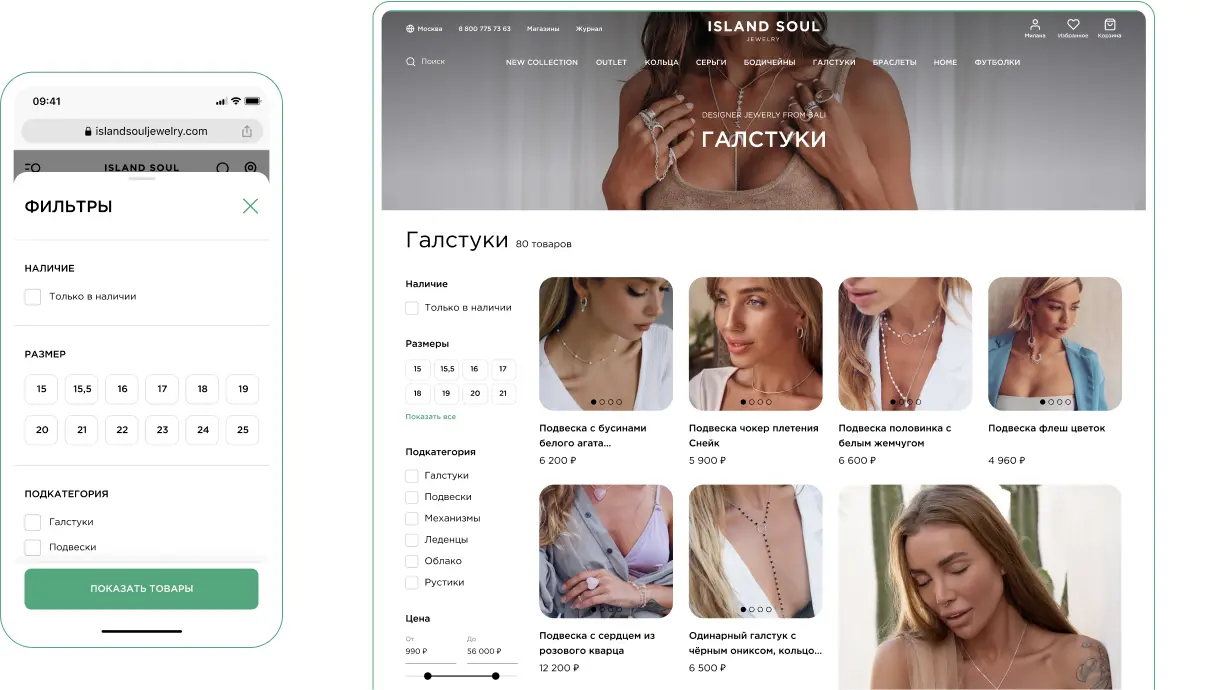 09:41
islandsouljewelry.com
ISLAND SOUL
ФИЛЬТРЫ
НАЛИЧИЕ
Только в наличии
РАЗМЕР
15 15,5 16 17 18 19
20 21 22 23 24 25
ПОДКАТЕГОРИЯ
Галстуки
Подвески
ПОКАЗАТЬ ТОВАРЫ
Москва 8 800 775 73 63 Магазины Журнал
ISLAND SOUL
JEWELRY
Милана Избранное Корзина
Поиск
NEW COLLECTION OUTLET КОЛЬЦА СЕРЬГИ БОДИЧЕЙНЫ ГАЛСТУКИ БРАСЛЕТЫ HOME ФУТБОЛКИ
DESIGNER JEWERLY FROM BALI
ГАЛСТУКИ
Галстуки 80 товаров
Наличие
Только в наличии
Размеры
15 15,5 16 17
18 19 20 21
Показать все
Подкатегория
Галстуки
Подвески
Механизмы
Леденцы
Облако
Рустики
Цена
От До
990 ₽ 56 000 ₽
Подвеска с бусинами
белого агата...
6 200 ₽
Подвеска чокер плетения
Снейк
5 900 ₽
Подвеска половинка с
белым жемчугом
6 600 ₽
Подвеска флеш цветок
4 960 ₽
Подвеска с сердцем из
розового кварца
12 200 ₽
Одинарный галстук с
чёрным ониксом, кольцо...
6 500 ₽